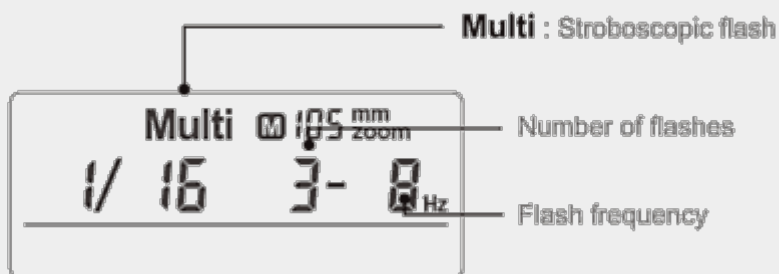 Multi : Stroboscopic flash
Multi M 105 mm zoom
Number of flashes
1/ 16 3- 8 Hz
Flash frequency